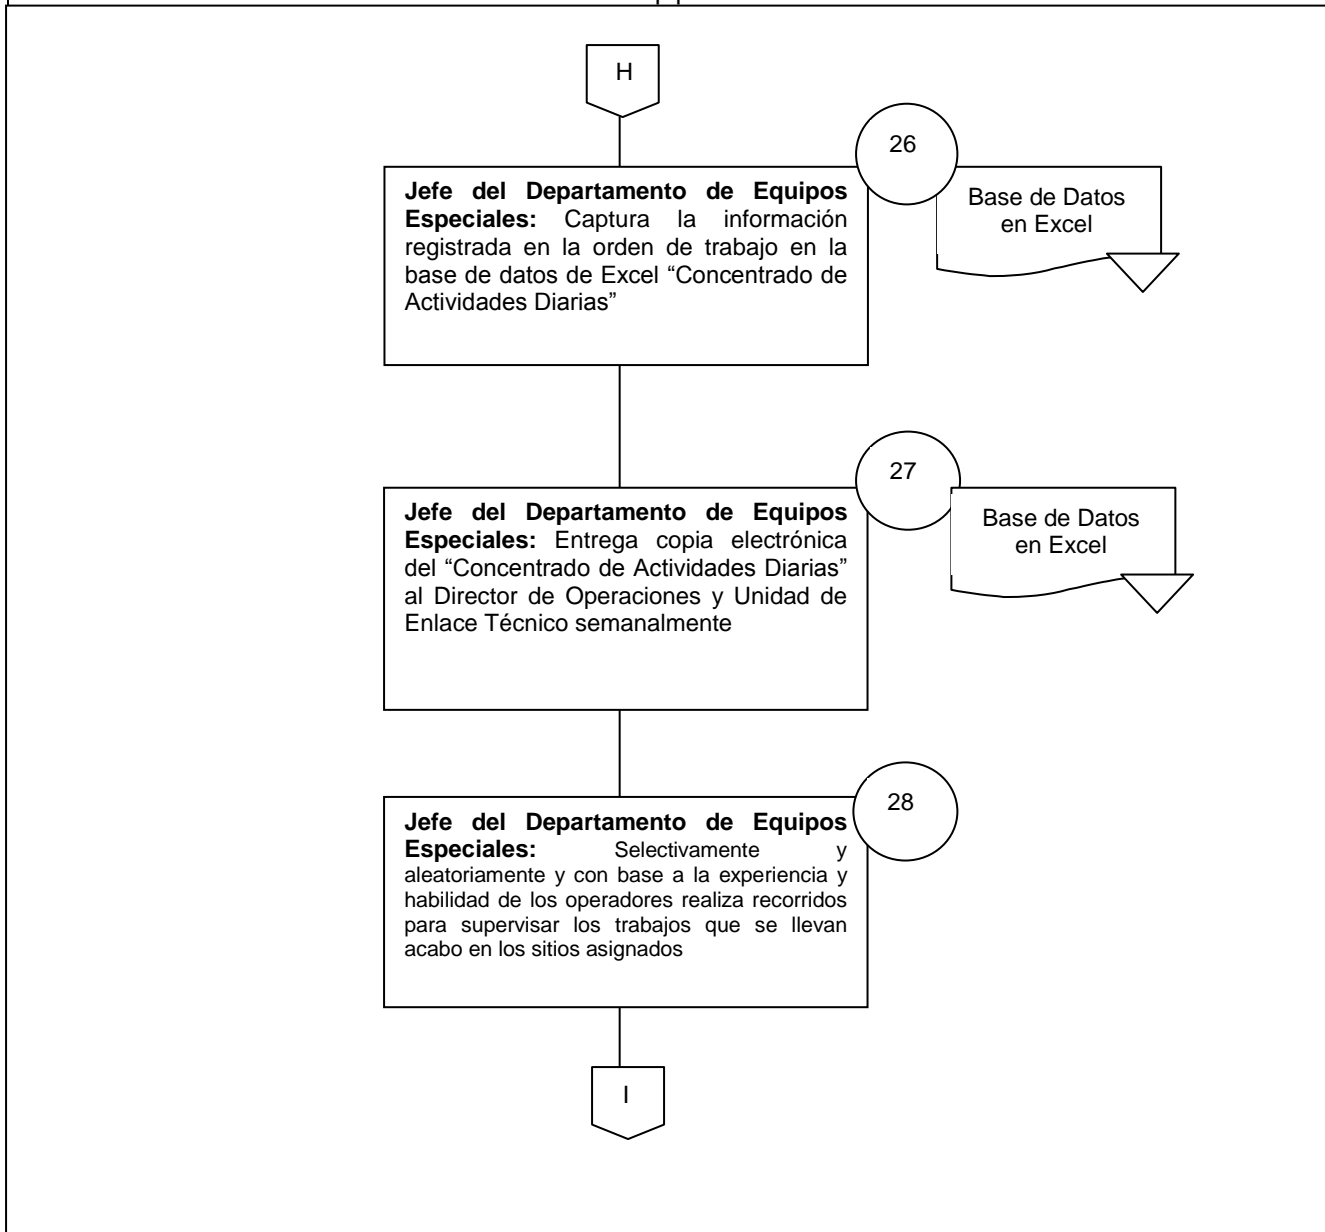 H
26
Jefe del Departamento de Equipos
Especiales: Captura la información
registrada en la orden de trabajo en la
base de datos de Excel “Concentrado de
Actividades Diarias”
Base de Datos
en Excel
27
Jefe del Departamento de Equipos
Especiales: Entrega copia electrónica
del “Concentrado de Actividades Diarias”
al Director de Operaciones y Unidad de
Enlace Técnico semanalmente
Base de Datos
en Excel
28
Jefe del Departamento de Equipos
Especiales: Selectivamente y
aleatoriamente y con base a la experiencia y
habilidad de los operadores realiza recorridos
para supervisar los trabajos que se llevan
acabo en los sitios asignados
I